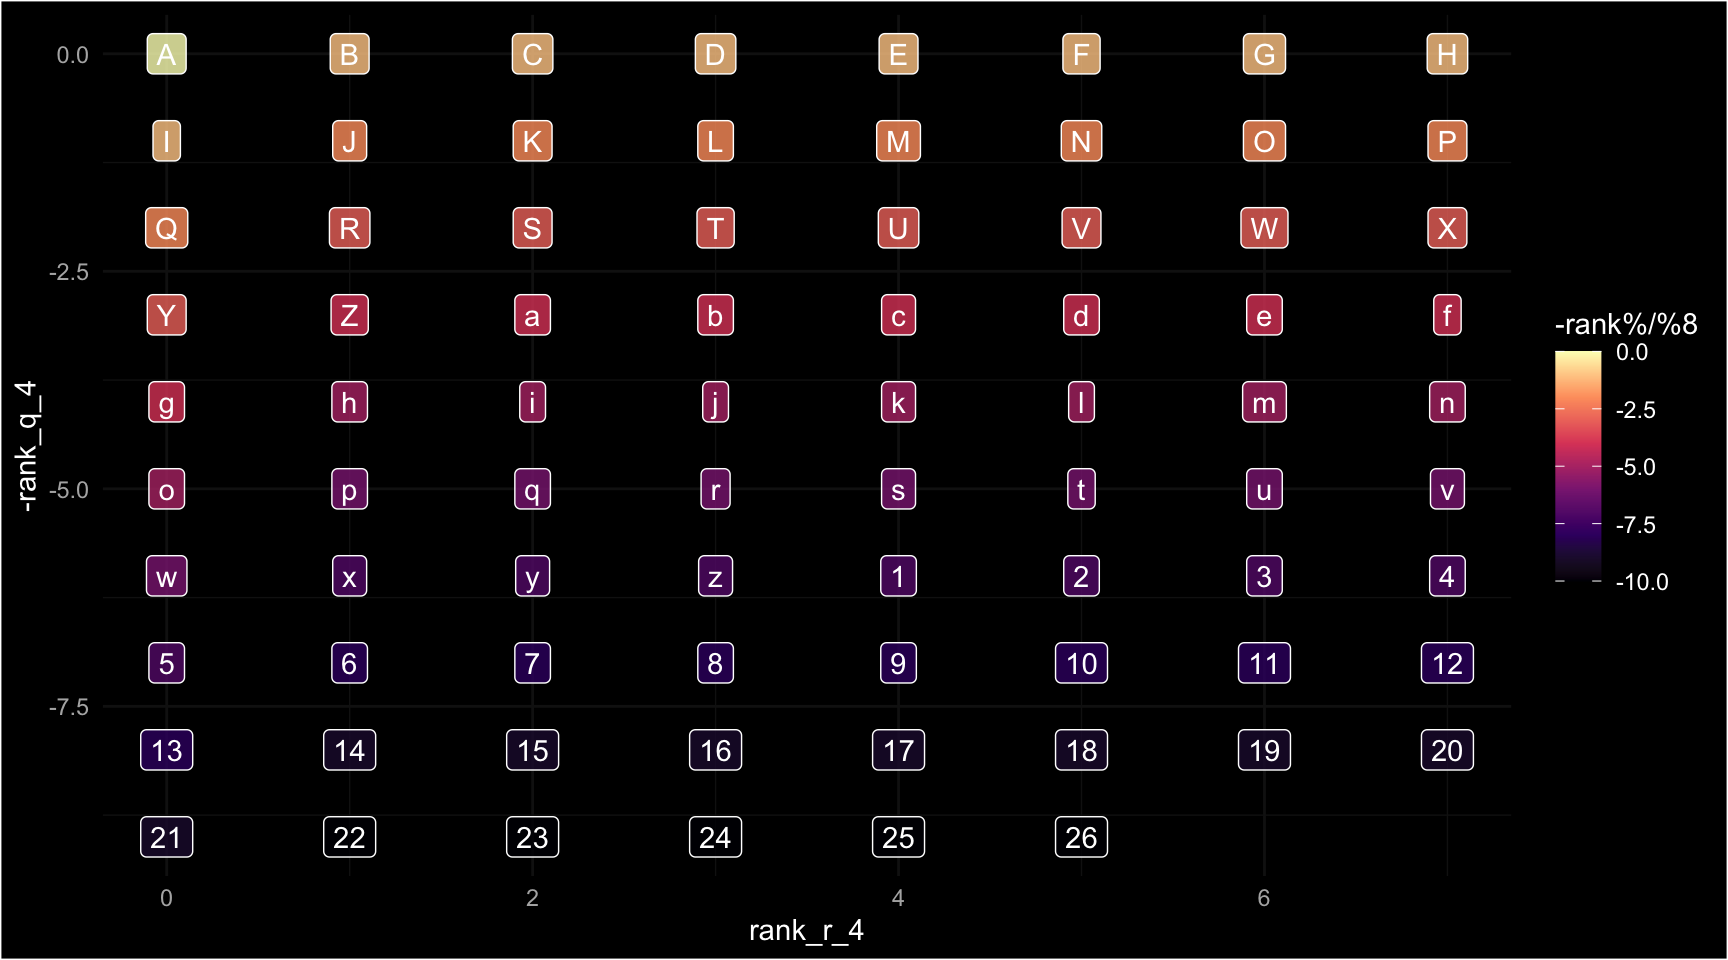 0.0 A B C D E F G H
I J K L M N O P
Q R S T U V W X
-2.5
Y Z a b c d e f
-rank%/%8
0.0
g h i j k l m n
-2.5
-rank_q_4
-5.0 o p q r s t u v
-5.0
w x y z 1 2 3 4
-7.5
-10.0
5 6 7 8 9 10 11 12
-7.5
13 14 15 16 17 18 19 20
21 22 23 24 25 26
0 2 4 6
rank_r_4